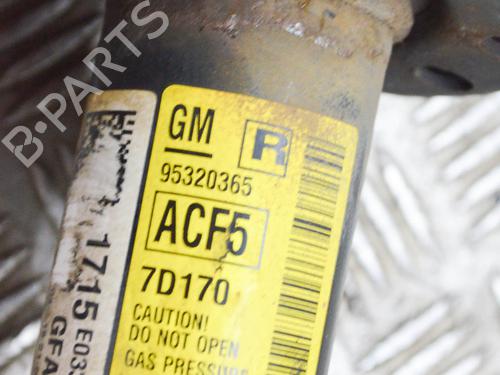 B-PARTS
GM
R
95320365
ACF5
7D170
CAUTION!
DO NOT OPEN
GAS PRESSURE
1715